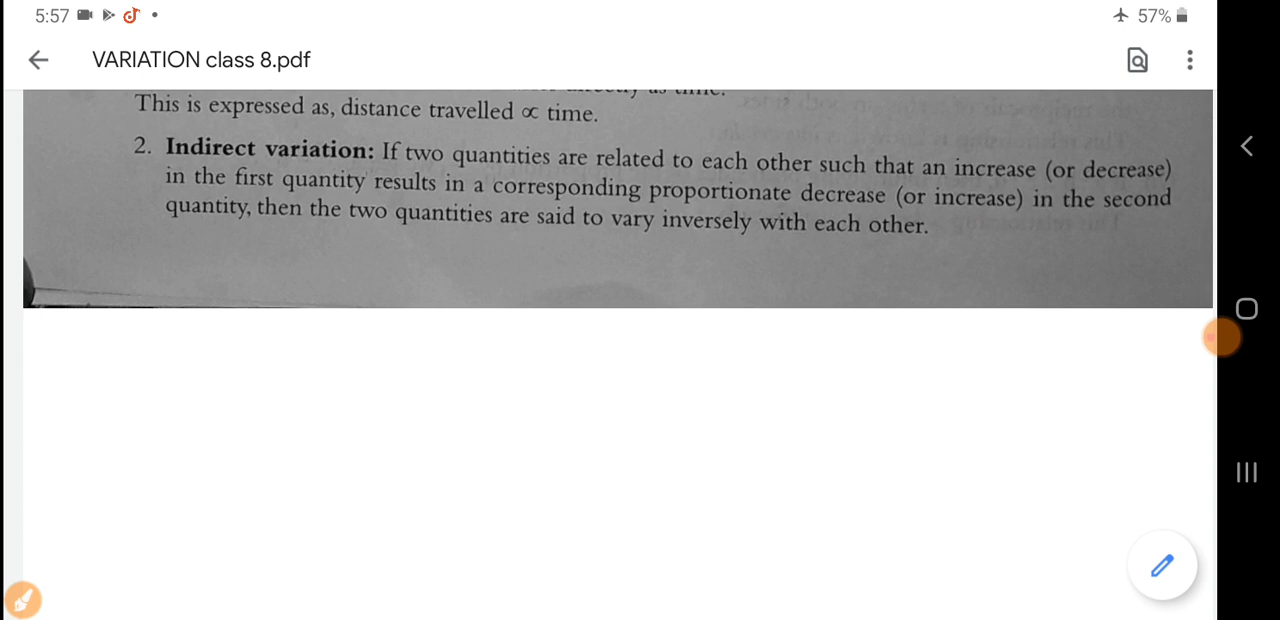 5:57
57%
VARIATION class 8.pdf
This is expressed as, distance travelled ∝ time.
2. Indirect variation: If two quantities are related to each other such that an increase (or decrease)
in the first quantity results in a corresponding proportionate decrease (or increase) in the second
quantity, then the two quantities are said to vary inversely with each other.